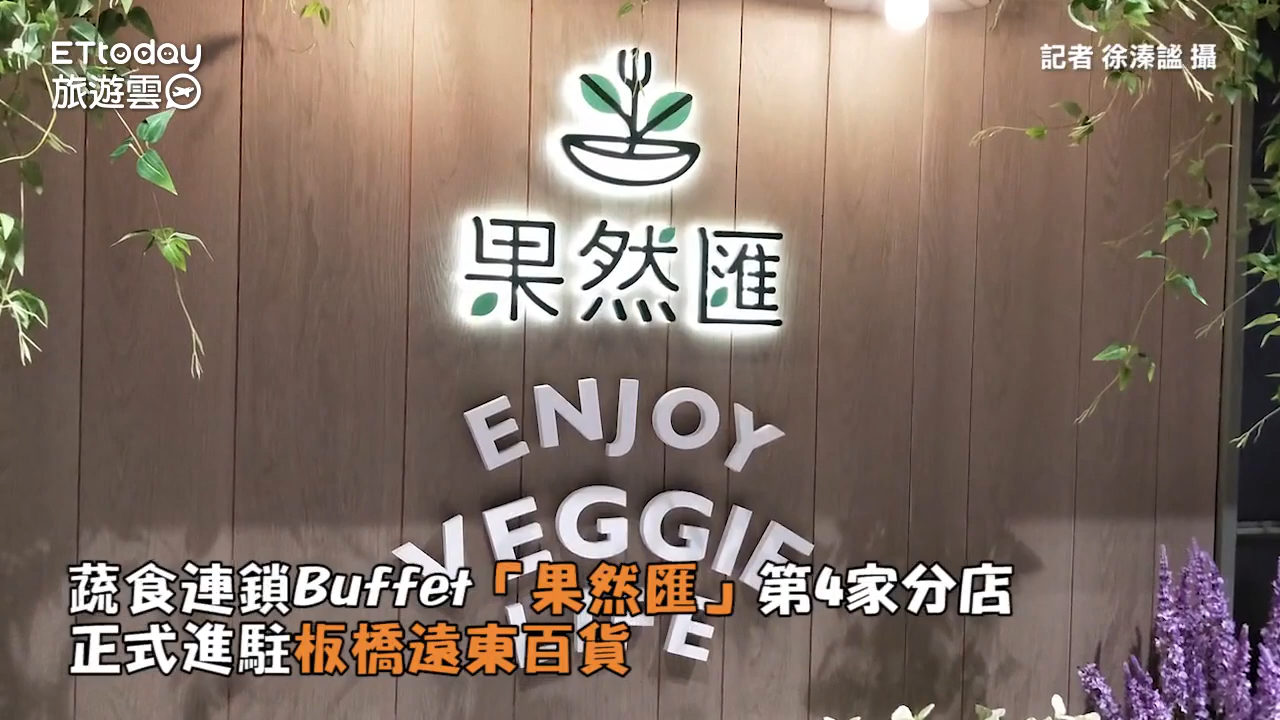 ETtoday
旅遊雲
記者 徐溱謐 攝
果然匯
ENJOY
VEGGIE
蔬食連鎖Buffet「果然匯」第4家分店
正式進駐板橋遠東百貨